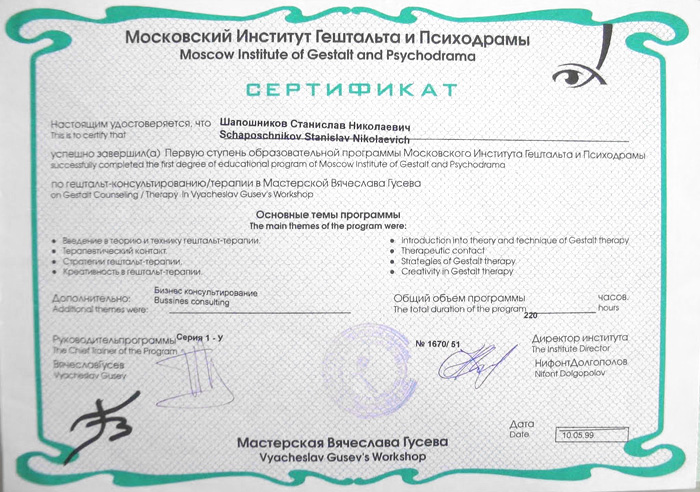 Московский Институт Гештальта и Психодрамы
Moscow Institute of Gestalt and Psychodrama
СЕРТИФИКАТ
Настоящим удостоверяется, что Шапошников Станислав Николаевич
This is to certify that Schaposchnikov Stanislav Nikolaevich
успешно завершил(а) Первую ступень образовательной программы Московского Института Гештальта и Психодрамы
successfully completed the first degree of educational program of Moscow Institute of Gestalt and Psychodrama
по гештальт-консультированию/терапии в Мастерской Вячеслава Гусева
on Gestalt Counseling / Therapy in Vyacheslav Gusev's Workshop
Основные темы программы
The main themes of the program were:
• Введение в теорию и технику гештальт-терапии. • Introduction into theory and technique of Gestalt therapy
• Терапевтический контакт. • Therapeutic contact
• Стратегии гештальт-терапии. • Strategies of Gestalt therapy
• Креативность в гештальт-терапии. • Creativity in Gestalt therapy
Дополнительно: Бизнес консультирование Общий объем программы часов.
Additional themes were: Bussines consulting The total duration of the program 220 hours
Руководительпрограммы Серия 1 - У № 1670/ 51 Директор института
The Chief Trainer of the Program The Institute Director
ВячеславГусев НифонтДолгополов
Vyacheslav Gusev Nifont Dolgopolov
Дата
Date 10.05.99
Мастерская Вячеслава Гусева
Vyacheslav Gusev's Workshop